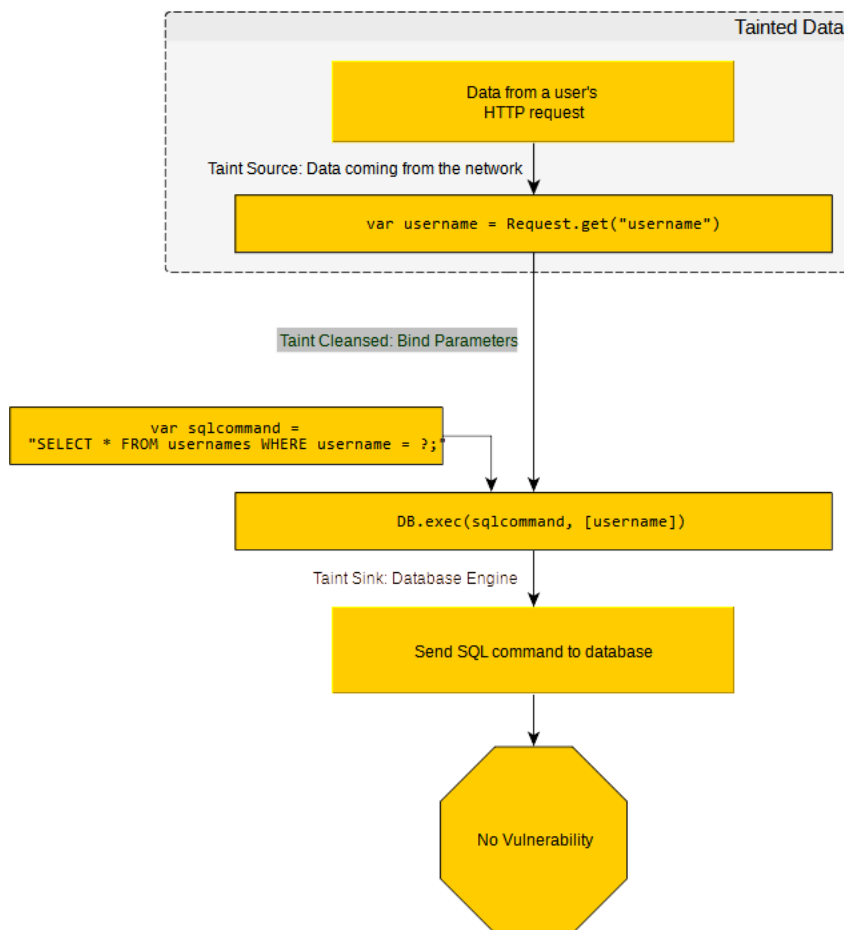 Tainted Data
Data from a user's
HTTP request
Taint Source: Data coming from the network
var username = Request.get("username")
Taint Cleansed: Bind Parameters
var sqlcommand =
"SELECT * FROM usernames WHERE username = ?;"
DB.exec(sqlcommand, [username])
Taint Sink: Database Engine
Send SQL command to database
No Vulnerability